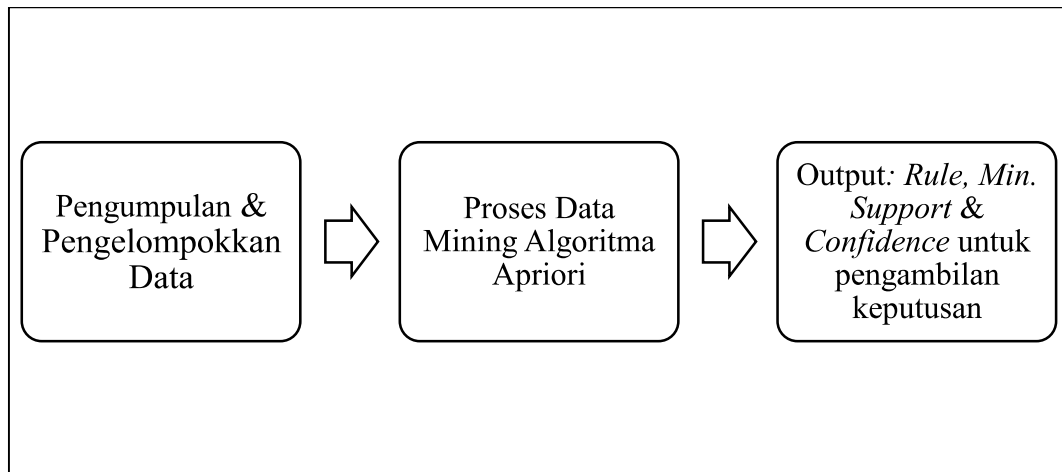 Pengumpulan &
Pengelompokkan
Data
Proses Data
Mining Algoritma
Apriori
Output: Rule, Min.
Support &
Confidence untuk
pengambilan
keputusan